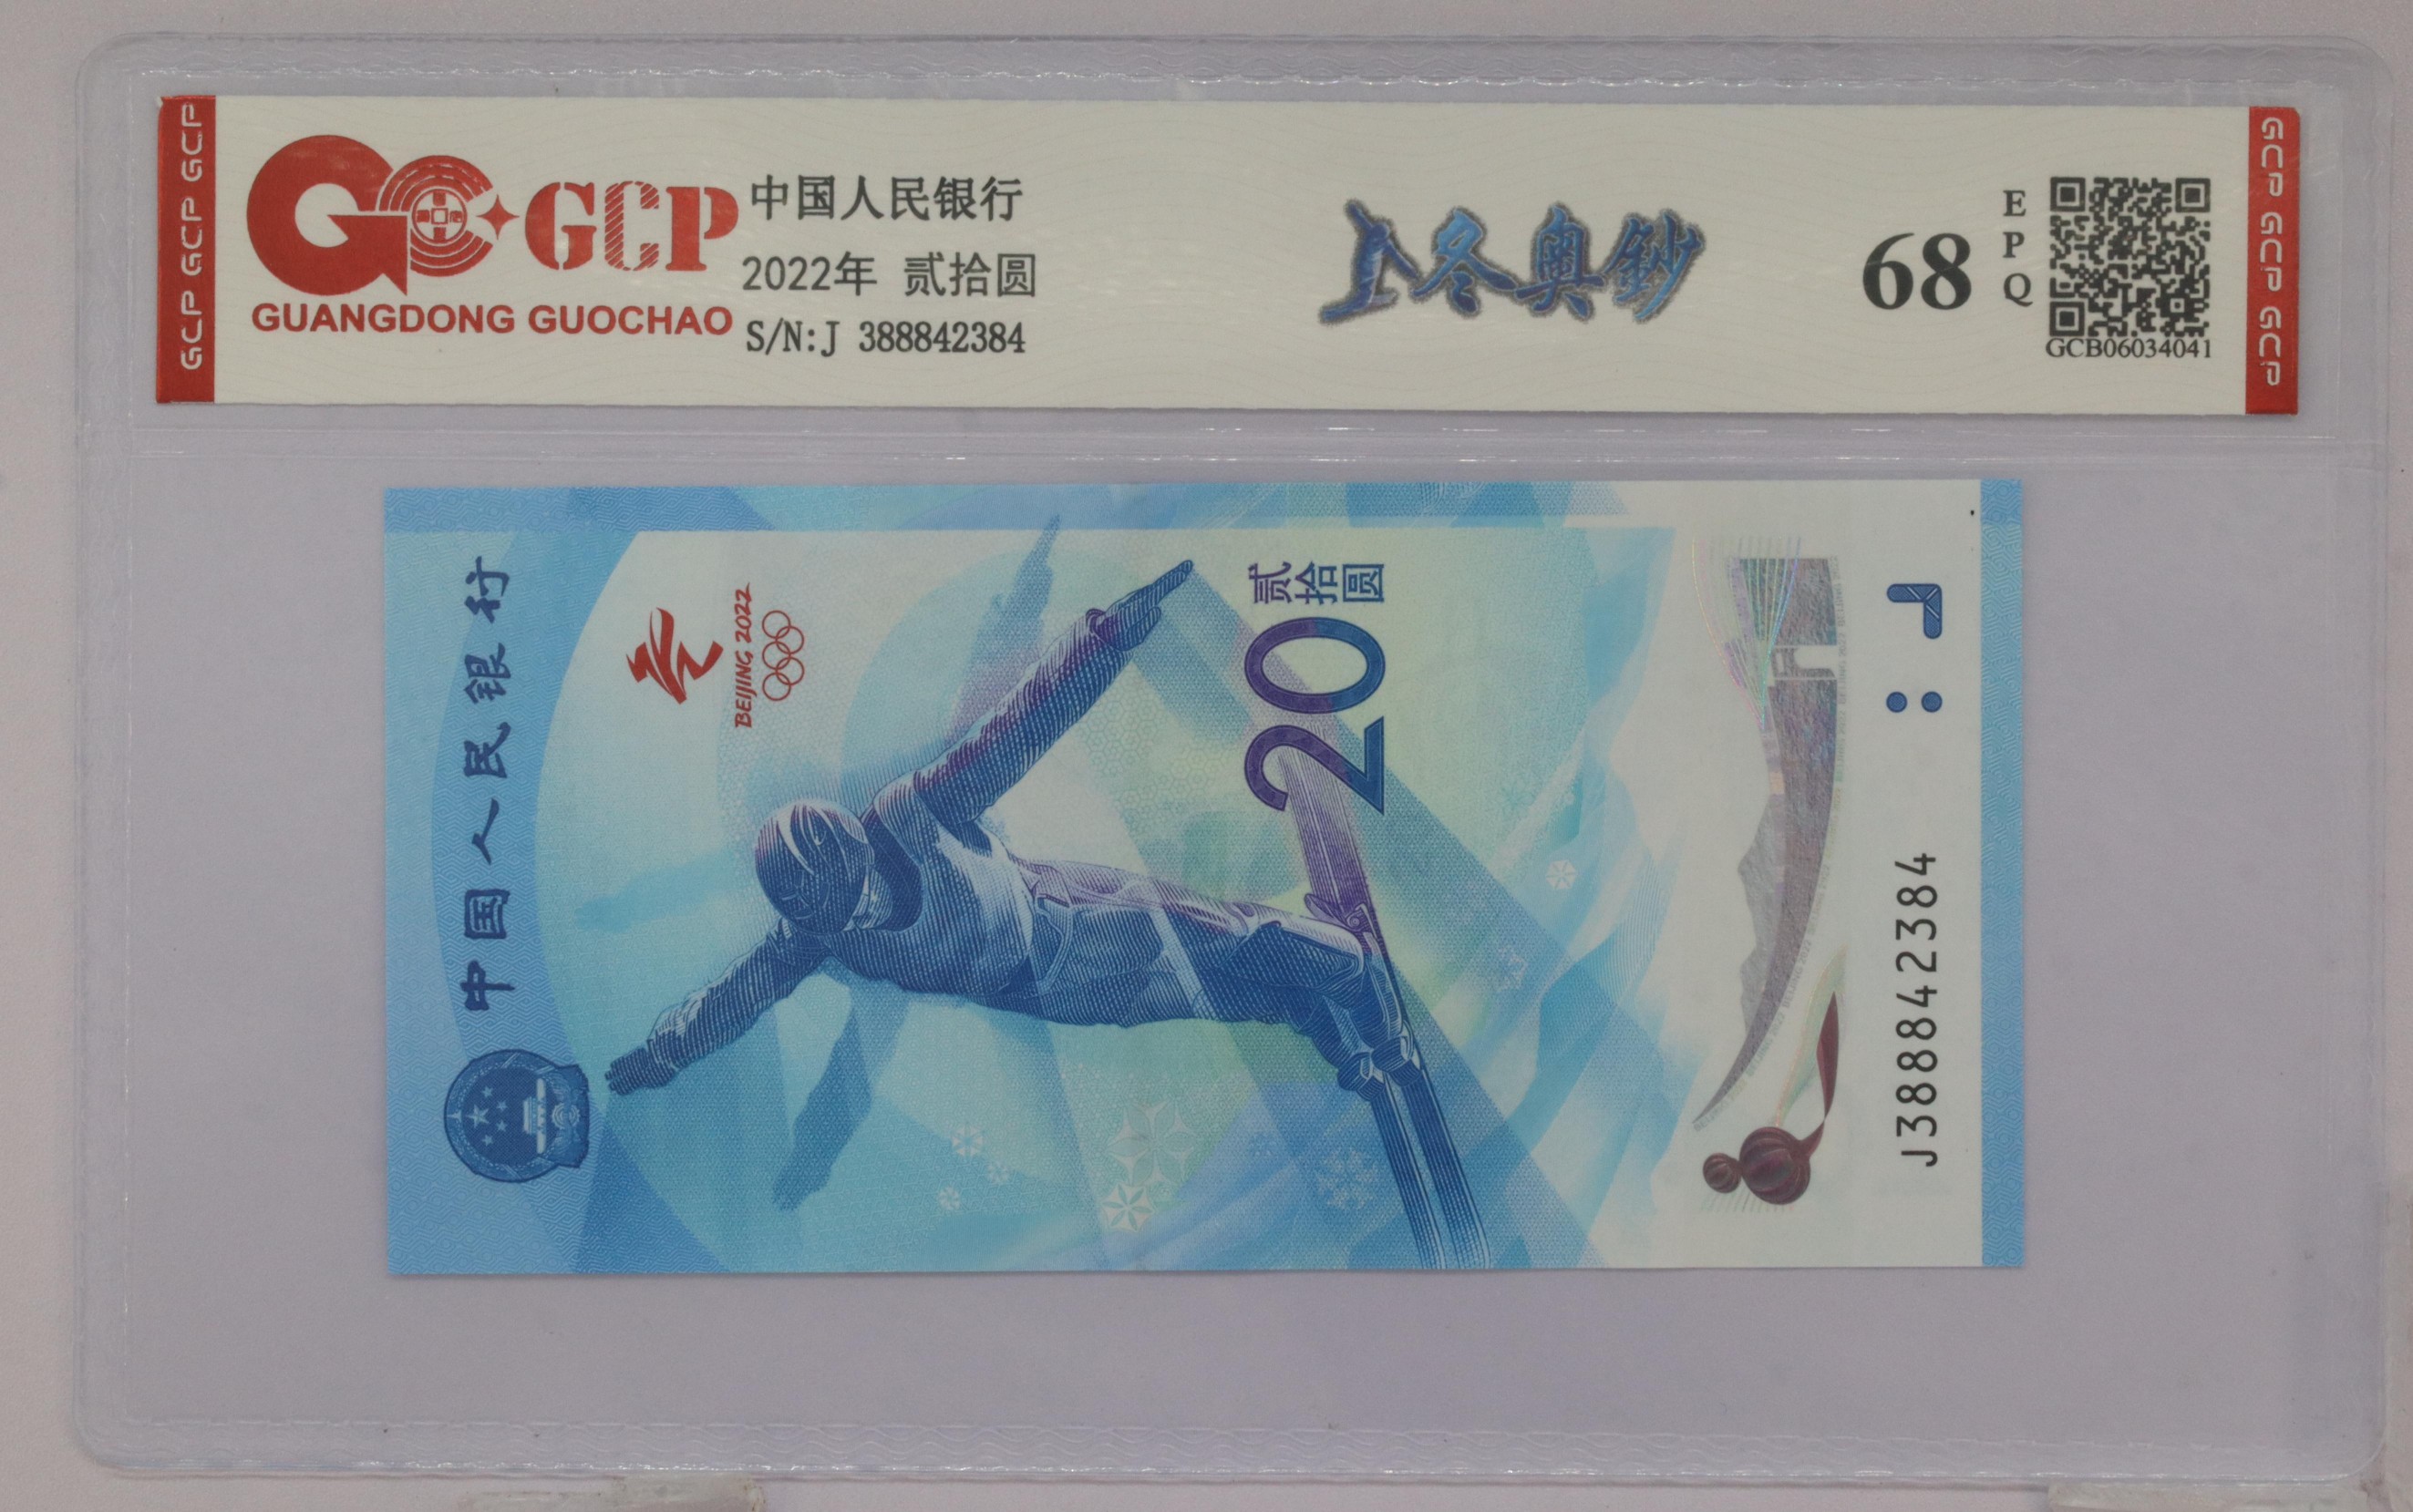 GCP GCP GCP
GCP
GUANGDONG GUOCHAO
中国人民银行
2022年 贰拾圆
S/N:J 388842384
冬奥鈔
68
EPQ
GCB06034041
GCP GCP GCP
中国人民银行
BEIJING 2022
贰拾圆
20
J388842384